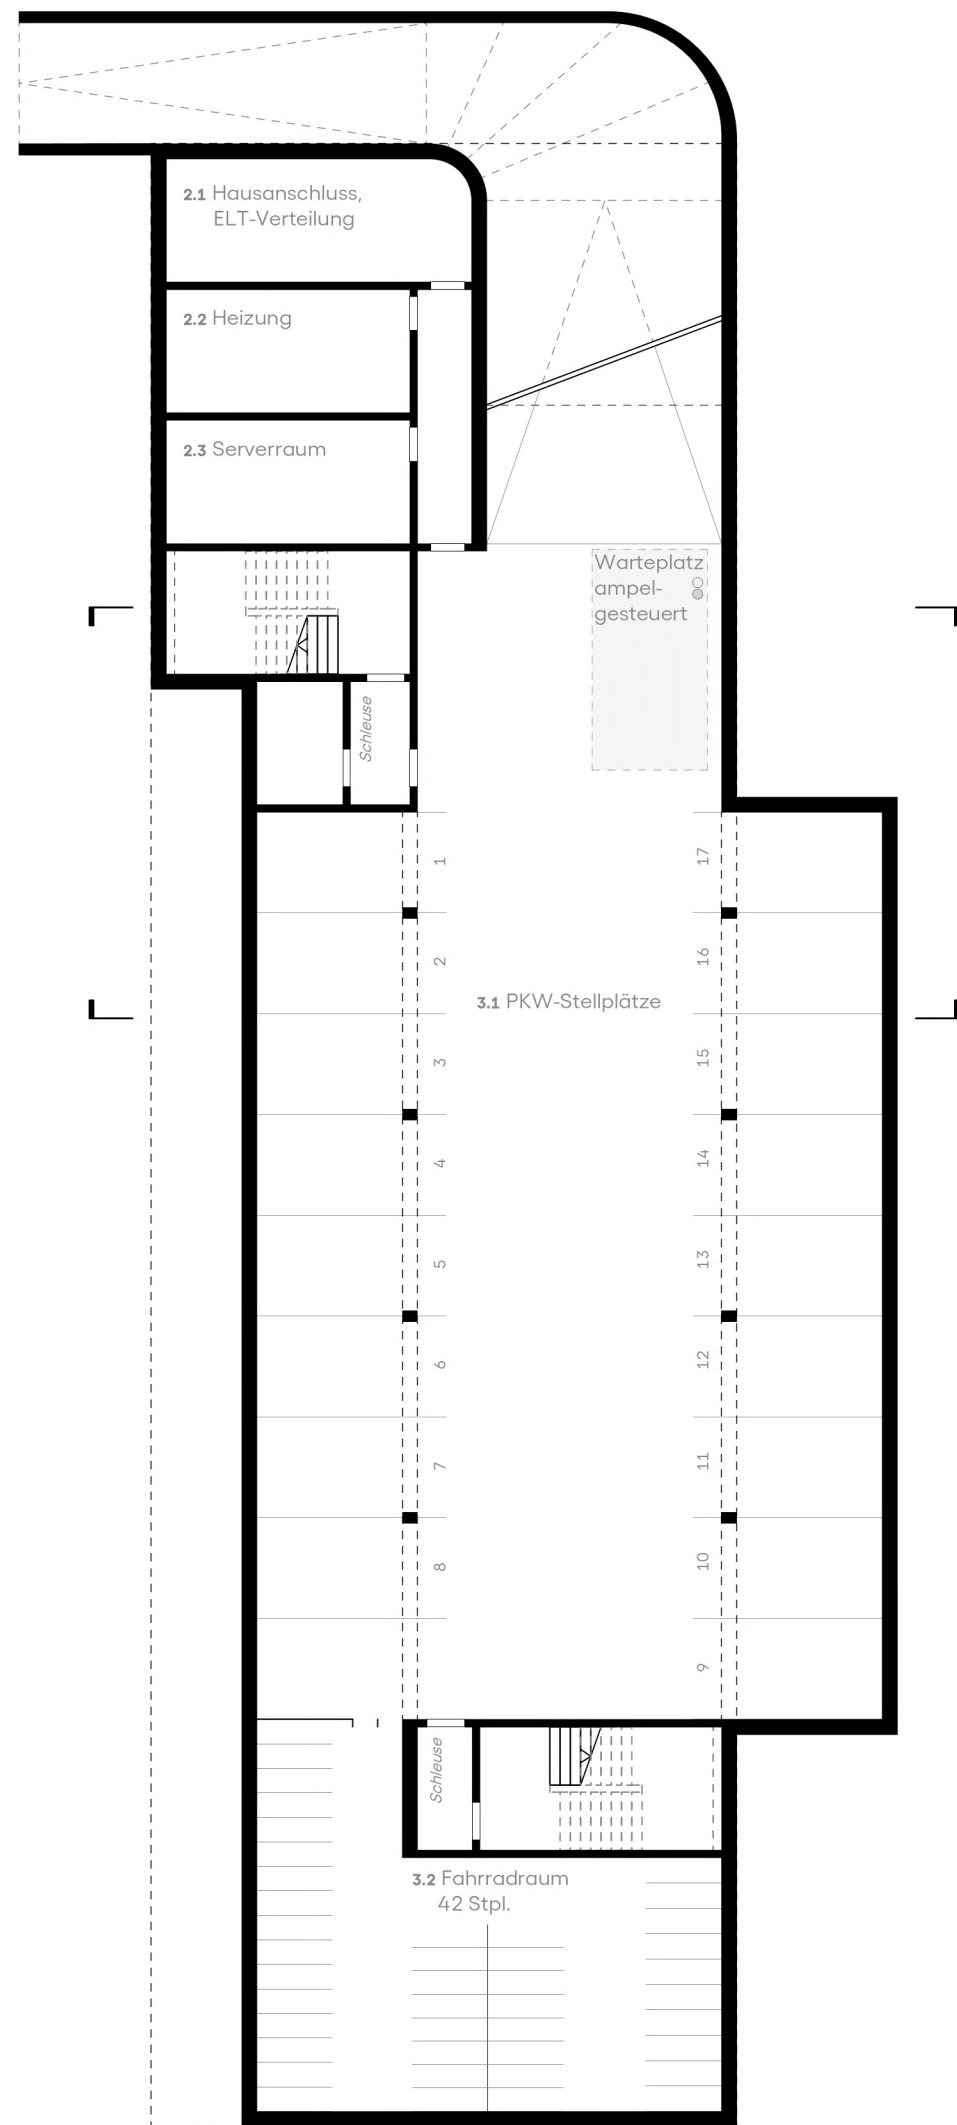 2.1 Hausanschluss,
ELT-Verteilung
2.2 Heizung
2.3 Serverraum
Warteplatz
ampel-
gesteuert
Schleuse
1
17
2
16
3.1 PKW-Stellplätze
3
15
4
14
5
13
6
12
7
11
8
10
9
Schleuse
3.2 Fahrradraum
42 Stpl.